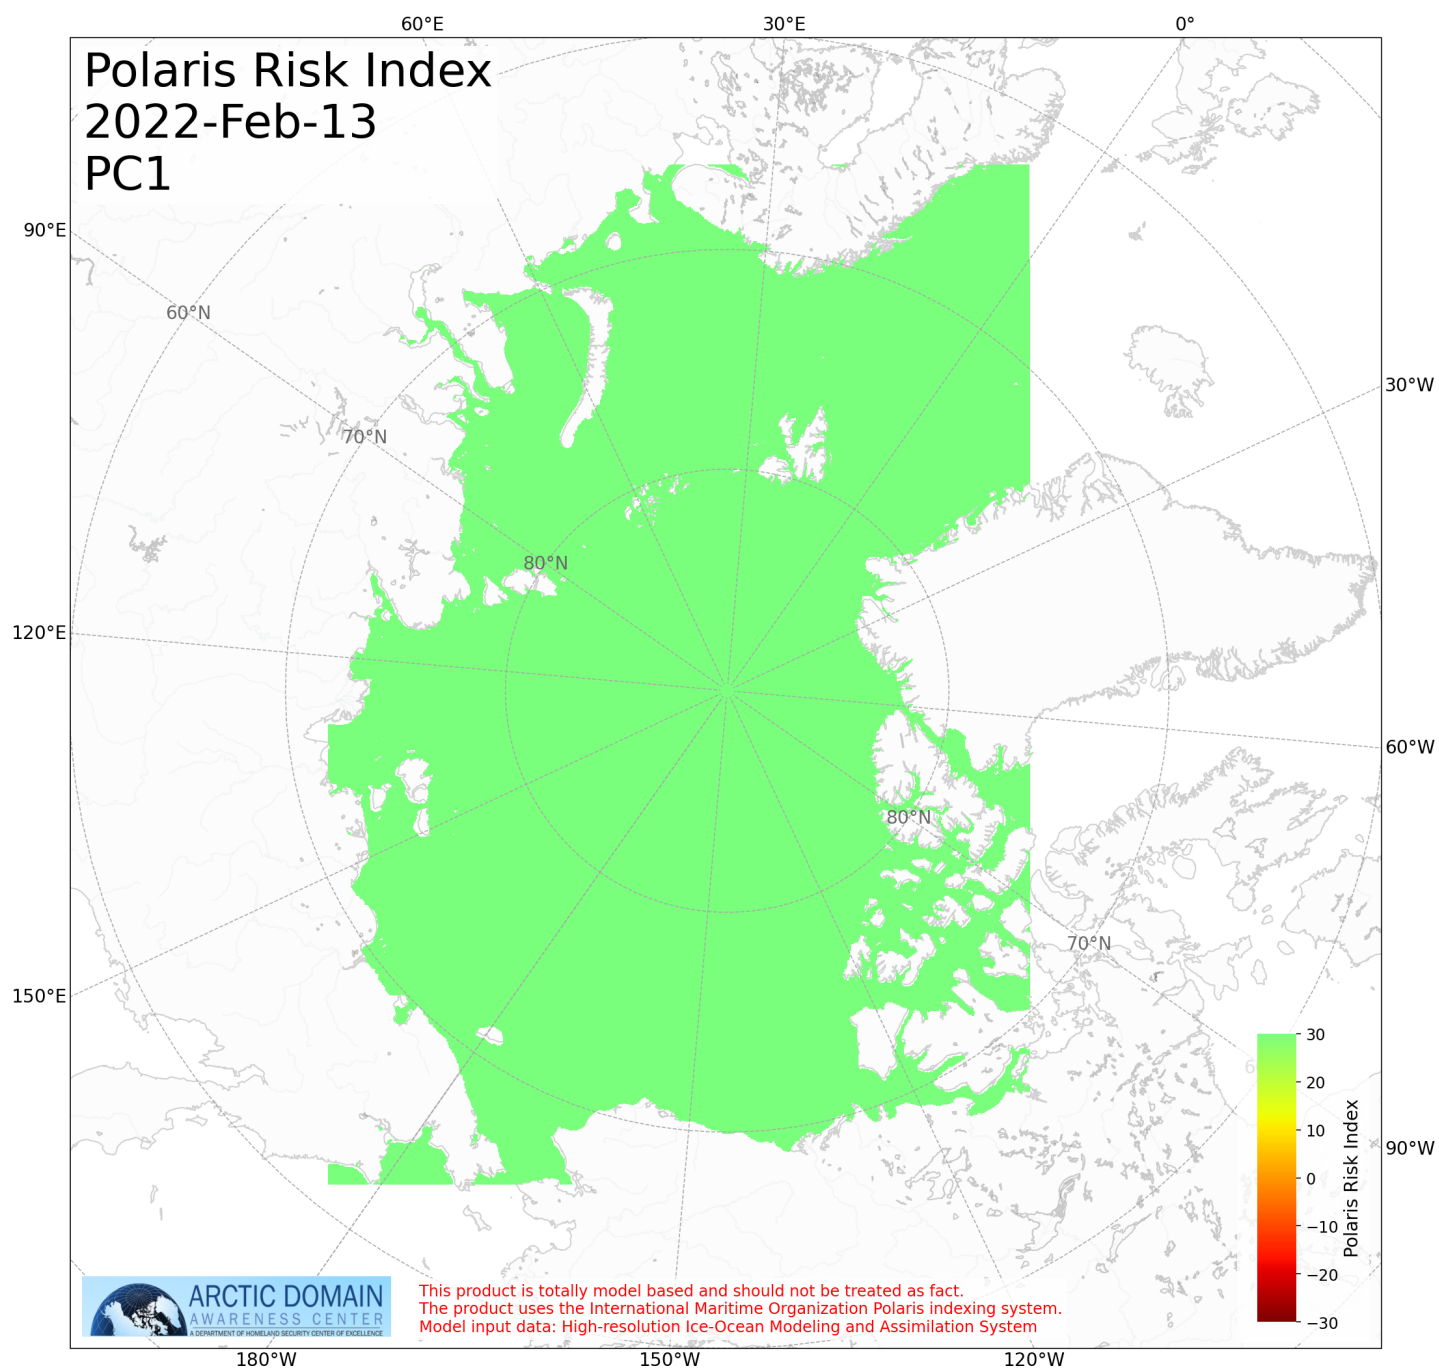 60°E
30°E
0°
Polaris Risk Index
2022-Feb-13
PC1
90°E
60°N
30°W
70°N
80°N
120°E
60°W
80°N
70°N
150°E
30
20
10
0
−10
−20
−30
Polaris Risk Index
90°W
ARCTIC DOMAIN
AWARENESS CENTER
A DEPARTMENT OF HOMELAND SECURITY CENTER OF EXCELLENCE
This product is totally model based and should not be treated as fact.
The product uses the International Maritime Organization Polaris indexing system.
Model input data: High-resolution Ice-Ocean Modeling and Assimilation System
180°W
150°W
120°W